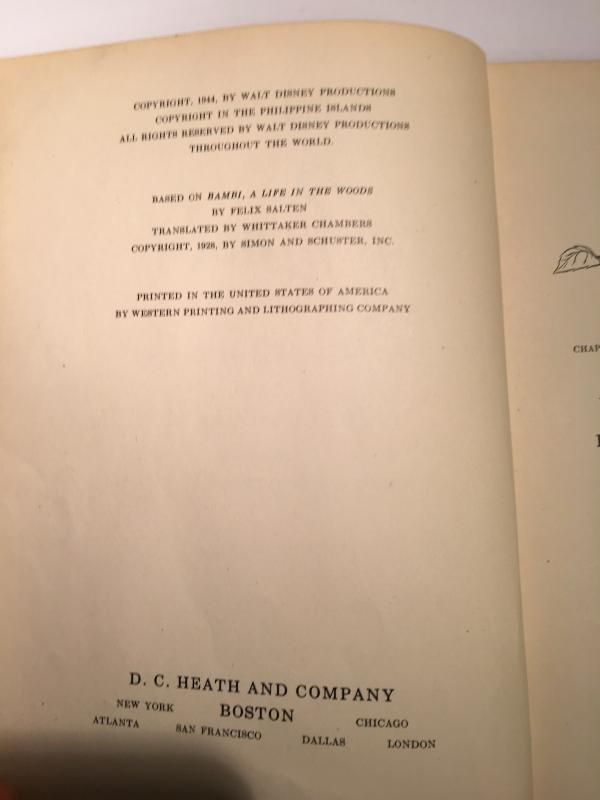 COPYRIGHT, 1944, BY WALT DISNEY PRODUCTIONS
COPYRIGHT IN THE PHILIPPINE ISLANDS
ALL RIGHTS RESERVED BY WALT DISNEY PRODUCTIONS
THROUGHOUT THE WORLD.
BASED ON BAMBI, A LIFE IN THE WOODS
BY FELIX SALTEN
TRANSLATED BY WHITTAKER CHAMBERS
COPYRIGHT, 1928, BY SIMON AND SCHUSTER, INC.
PRINTED IN THE UNITED STATES OF AMERICA
BY WESTERN PRINTING AND LITHOGRAPHING COMPANY
D. C. HEATH AND COMPANY
NEW YORK BOSTON CHICAGO
ATLANTA SAN FRANCISCO DALLAS LONDON
CHAP